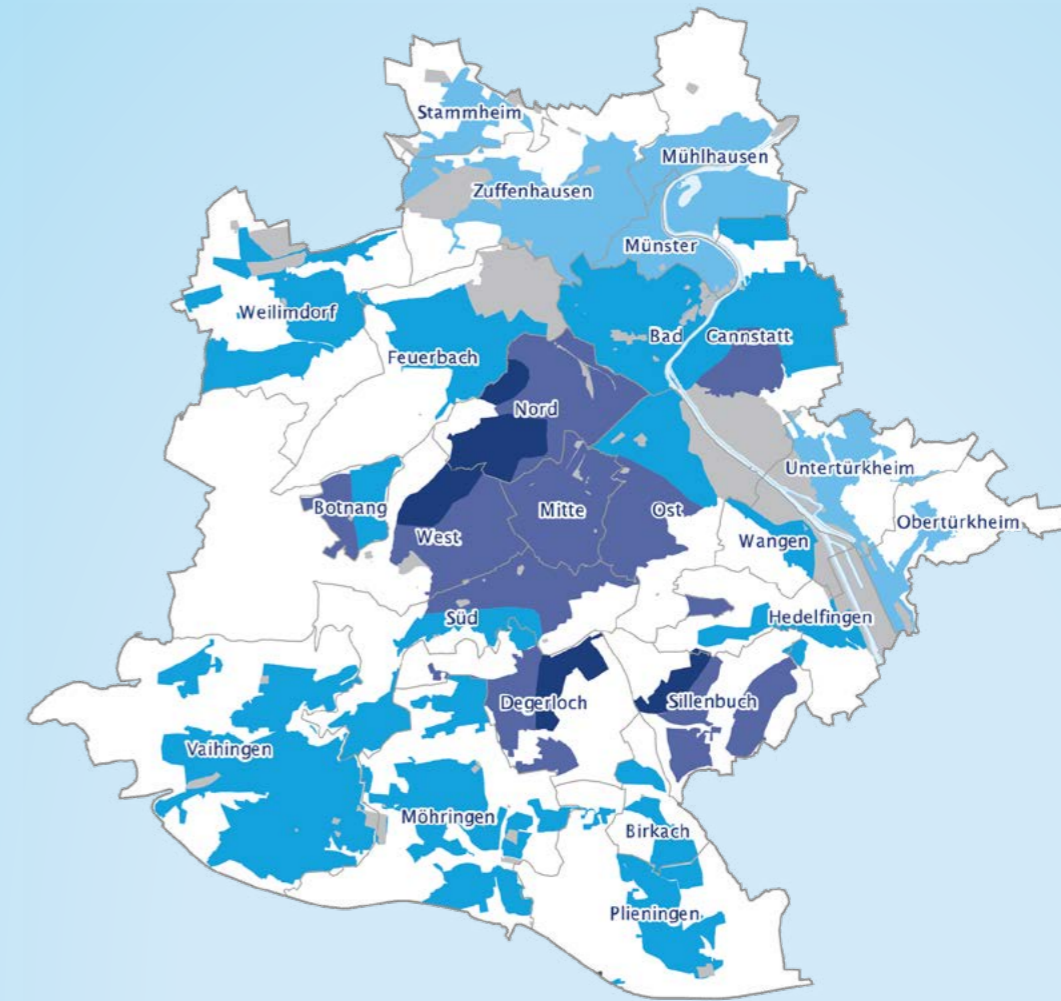 Stammheim
Mühlhausen
Zuffenhausen
Münster
Weilimdorf
Bad Cannstatt
Feuerbach
Nord
Untertürkheim
Botnang
Mitte
Ost
Obertürkheim
West
Wangen
Süd
Hedelfingen
Degerloch
Sillenbuch
Vaihingen
Möhringen
Birkach
Plieningen